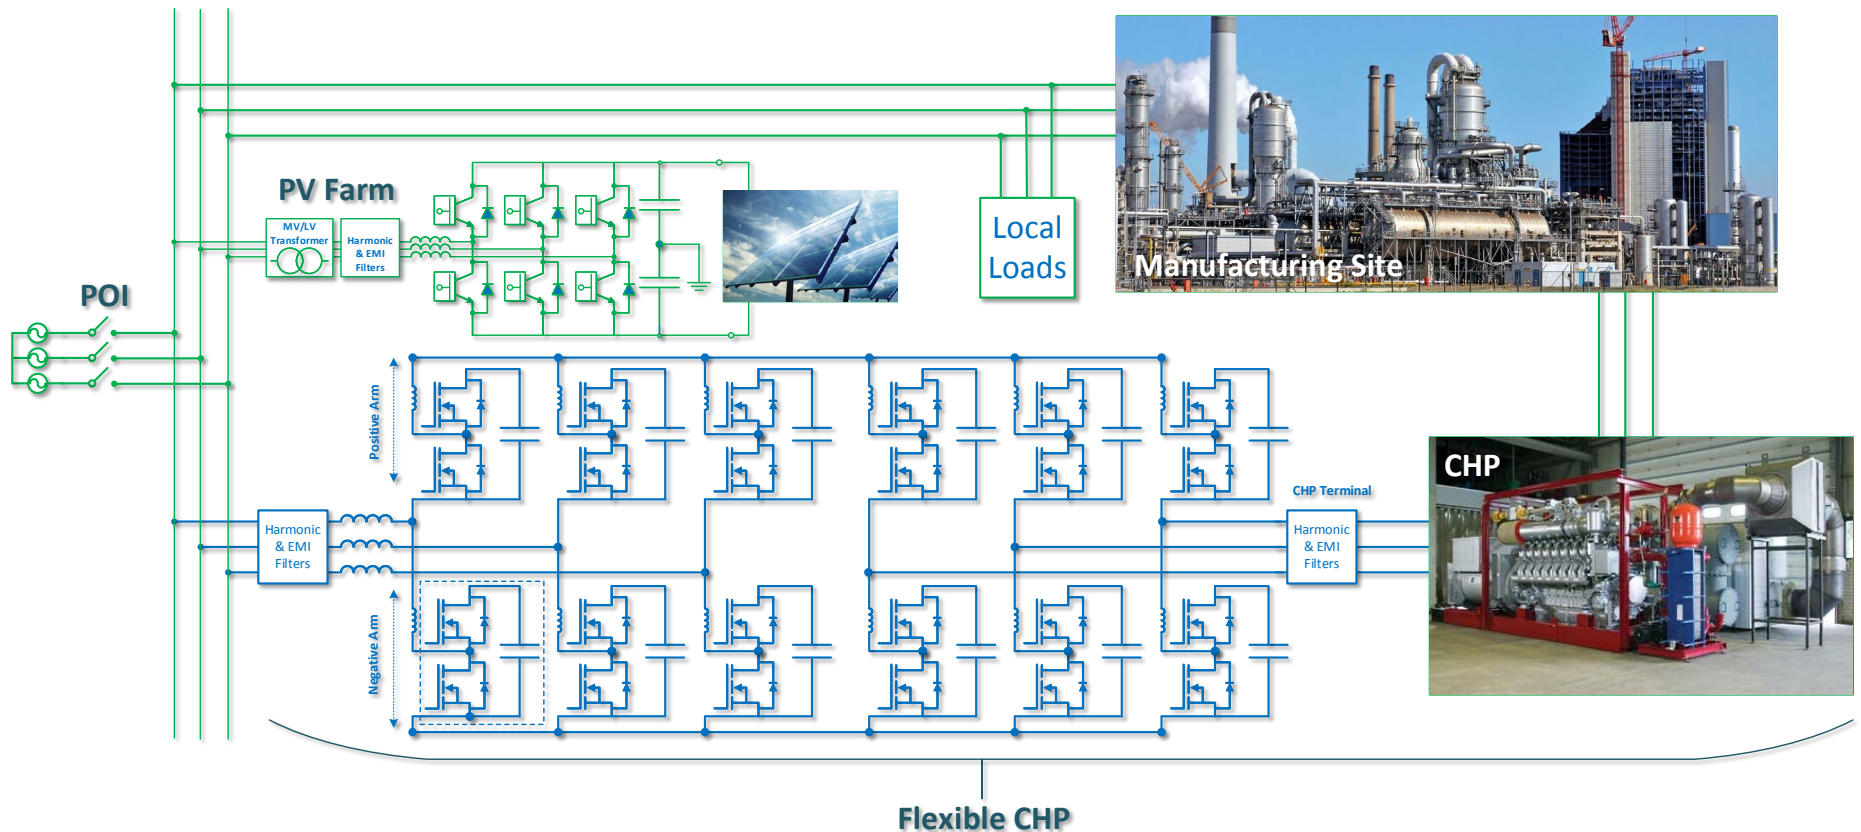 PV Farm
MV/LV
Transformer
Harmonic
& EMI
Filters
Local
Loads
Manufacturing Site
POI
Positive Arm
Negative Arm
Harmonic
& EMI
Filters
CHP Terminal
Harmonic
& EMI
Filters
CHP
Flexible CHP